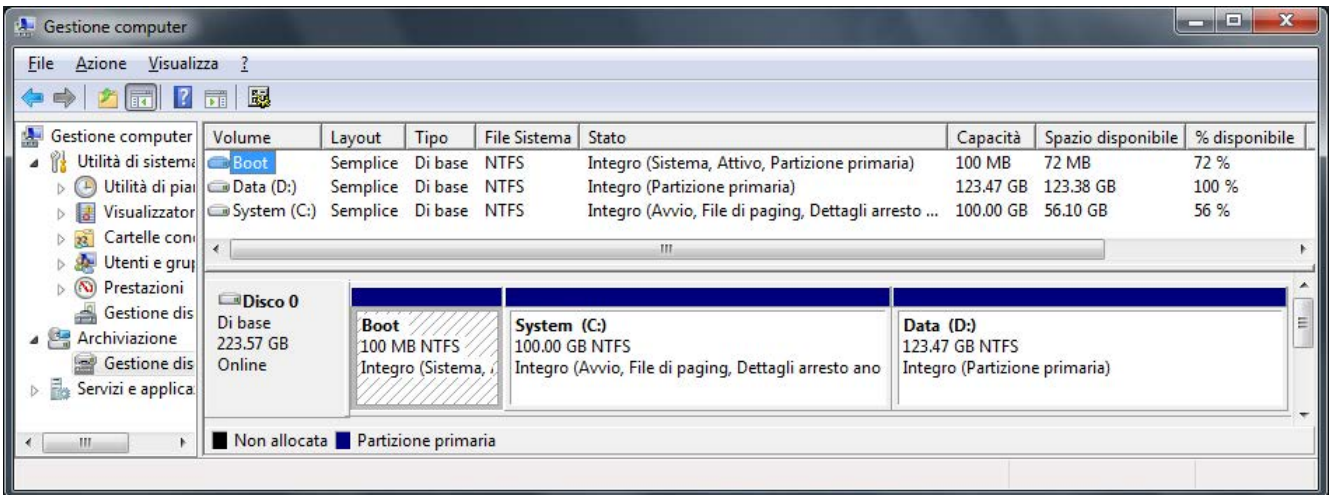 Gestione computer
File Azione Visualizza ?
Gestione computer
Utilità di sistema
Utilità di pia
Visualizzator
Cartelle con
Utenti e gru
Prestazioni
Gestione dis
Archiviazione
Gestione dis
Servizi e applica
Volume Layout Tipo File Sistema Stato Capacità Spazio disponibile % disponibile
Boot Semplice Di base NTFS Integro (Sistema, Attivo, Partizione primaria) 100 MB 72 MB 72 %
Data (D:) Semplice Di base NTFS Integro (Partizione primaria) 123.47 GB 123.38 GB 100 %
System (C:) Semplice Di base NTFS Integro (Avvio, File di paging, Dettagli arresto ... 100.00 GB 56.10 GB 56 %
Disco 0
Di base
223.57 GB
Online
Boot
100 MB NTFS
Integro (Sistema,
System (C:)
100.00 GB NTFS
Integro (Avvio, File di paging, Dettagli arresto ano
Data (D:)
123.47 GB NTFS
Integro (Partizione primaria)
Non allocata Partizione primaria